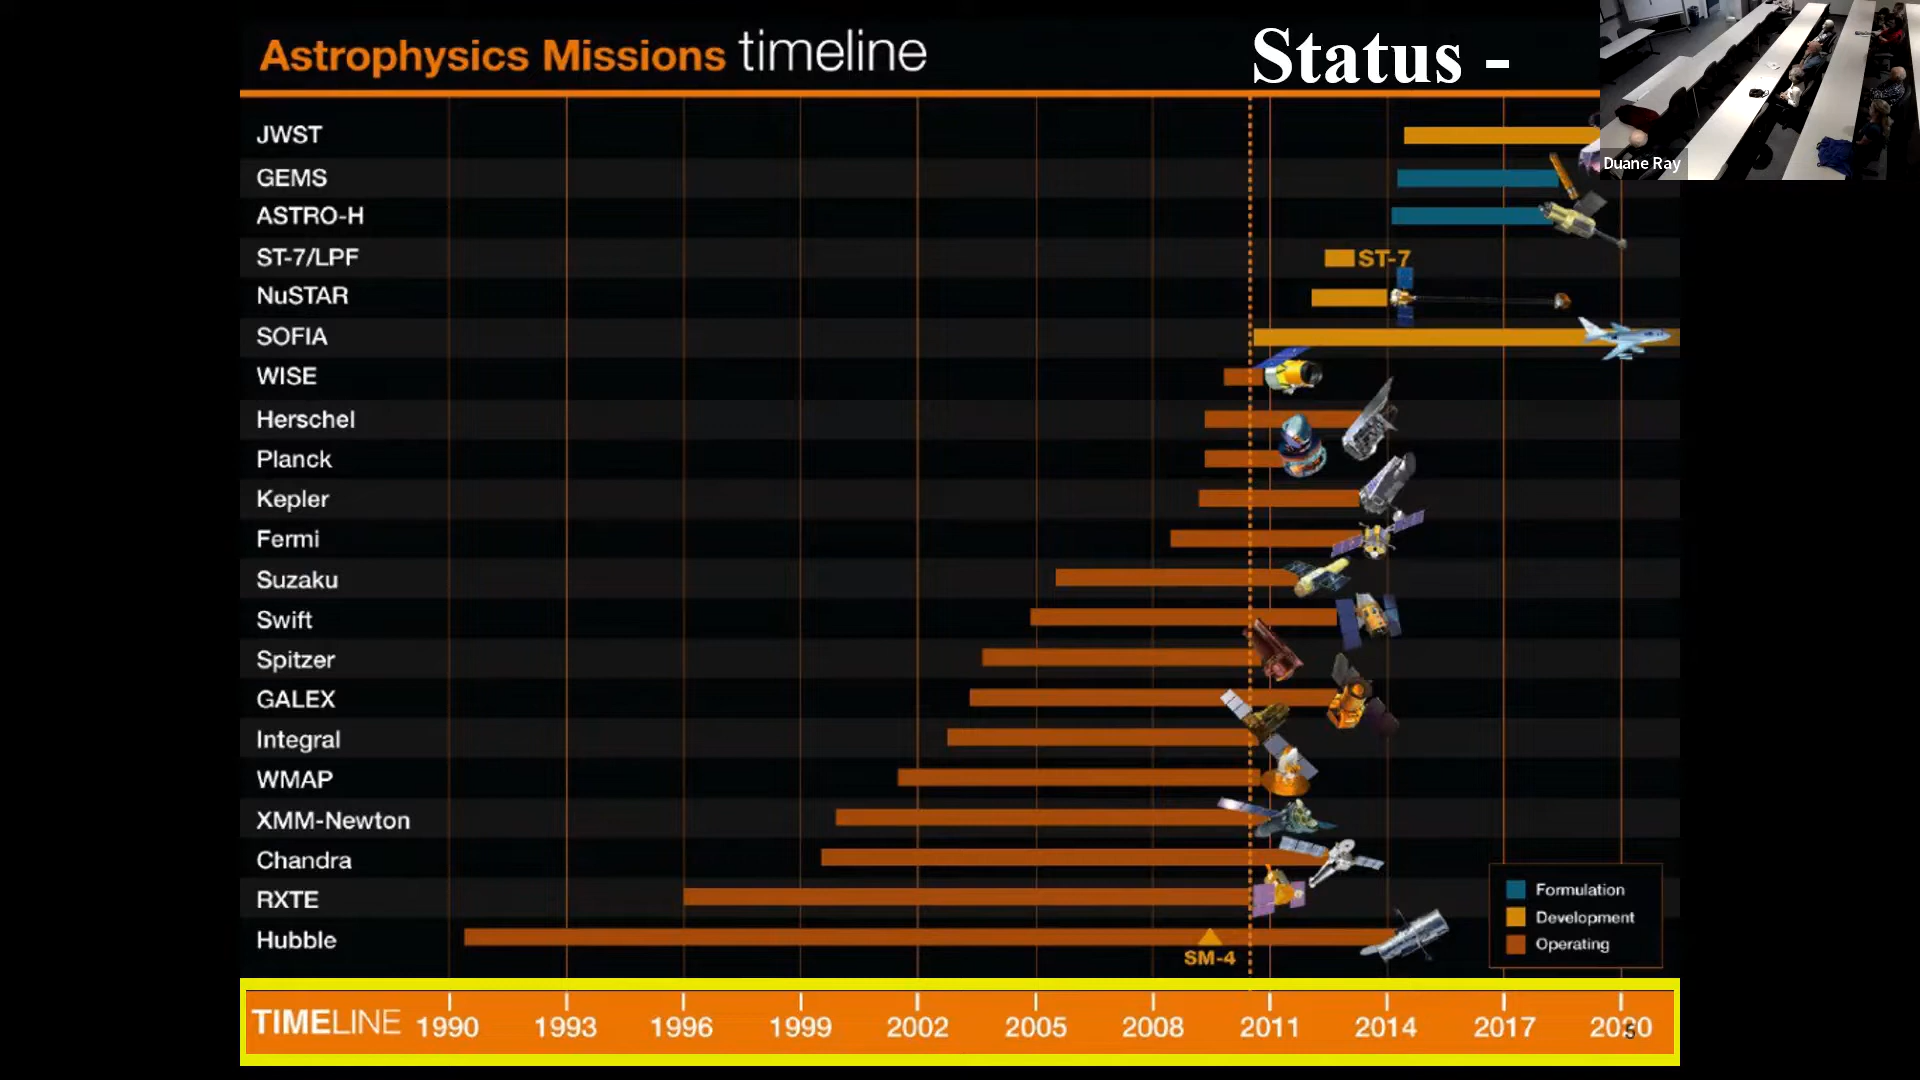 Astrophysics Missions timeline
Status -
Duane Ray
JWST
GEMS
ASTRO-H
ST-7/LPF
ST-7
NuSTAR
SOFIA
WISE
Herschel
Planck
Kepler
Fermi
Suzaku
Swift
Spitzer
GALEX
Integral
WMAP
XMM-Newton
Chandra
RXTE
Hubble
SM-4
Formulation
Development
Operating
TIMELINE 1990 1993 1996 1999 2002 2005 2008 2011 2014 2017 2020
5